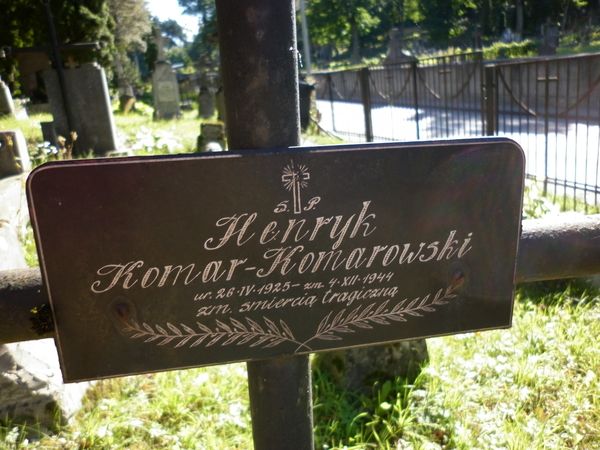 Ś. P.
Henryk
Komar-Komarowski
ur. 26·IV·1925 – zm. 4·XII·1944
zm. śmiercią tragiczną